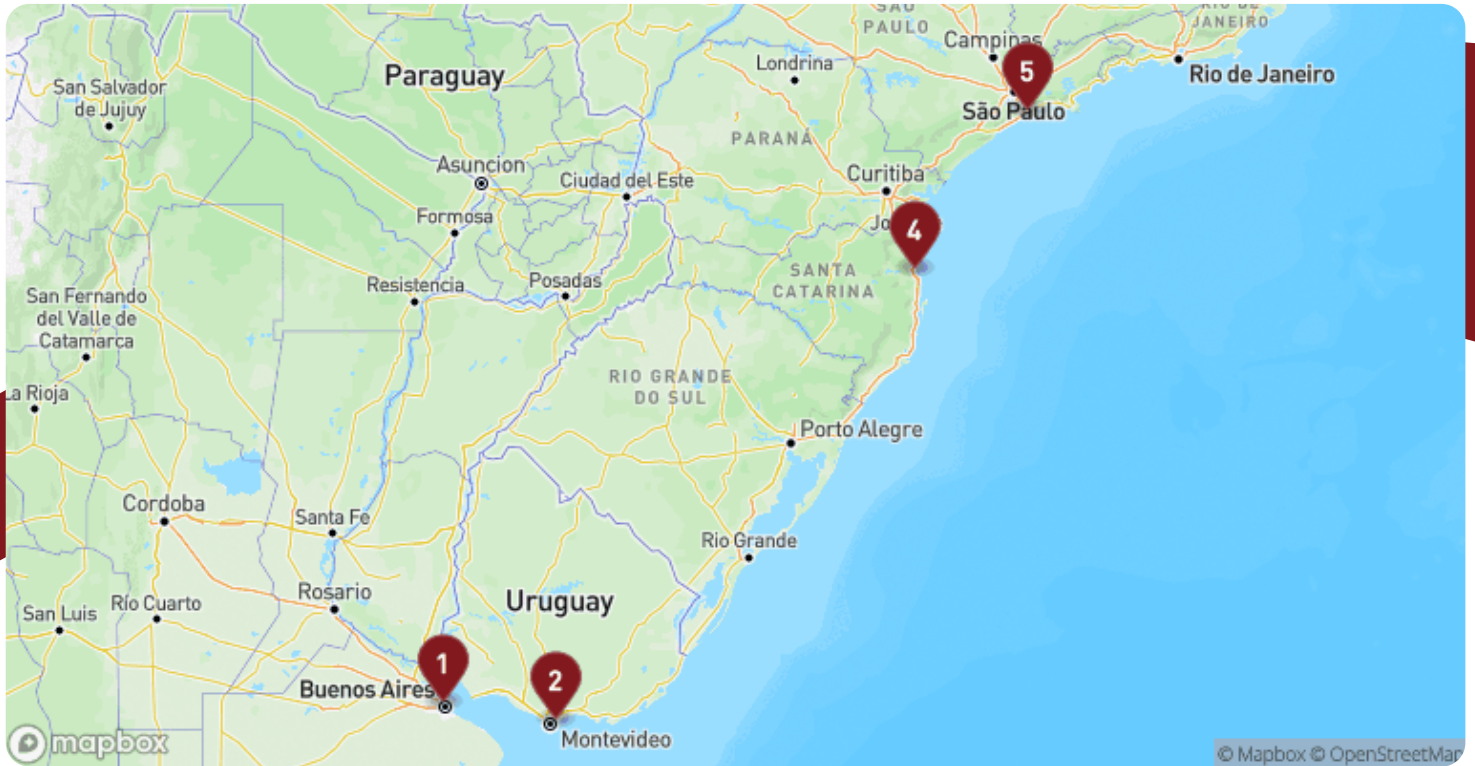 SÃO
PAULO
RIO DE
JANEIRO
Campinas
5
Londrina
Rio de Janeiro
Paraguay
San Salvador
de Jujuy
São Paulo
PARANÁ
Asuncion
Curitiba
Ciudad del Este
Formosa
Jo
4
SANTA
CATARINA
Posadas
Resistencia
San Fernando
del Valle de
Catamarca
RIO GRANDE
DO SUL
La Rioja
Porto Alegre
Cordoba
Santa Fe
Rio Grande
Rosario
Uruguay
Río Cuarto
San Luis
1
2
Buenos Aires
Montevideo
mapbox
© Mapbox © OpenStreetMap